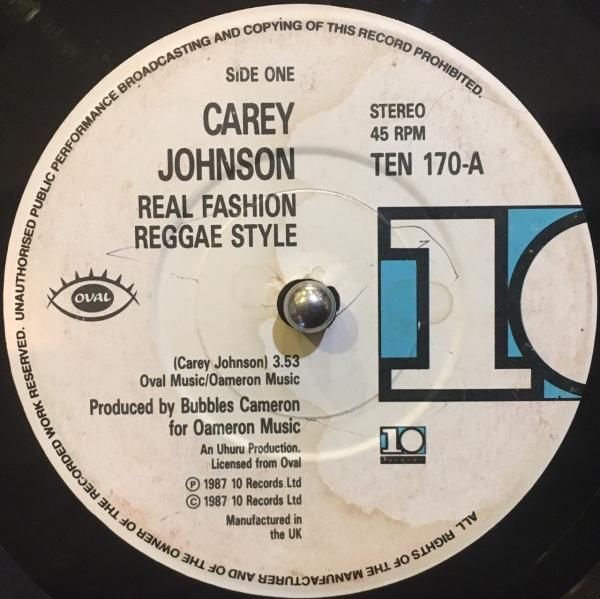 UNAUTHORISED PUBLIC PERFORMANCE BROADCASTING AND COPYING OF THIS RECORD PROHIBITED.
SIDE ONE
CAREY
JOHNSON
REAL FASHION
REGGAE STYLE
STEREO
45 RPM
TEN 170-A
10
OVAL
(Carey Johnson) 3.53
Oval Music/Oameron Music
Produced by Bubbles Cameron
for Oameron Music
An Uhuru Production.
Licensed from Oval
Ⓟ 1987 10 Records Ltd
© 1987 10 Records Ltd
Manufactured in
the UK
10
ALL RIGHTS OF THE MANUFACTURER AND OF THE OWNER OF THE RECORDED WORK RESERVED.